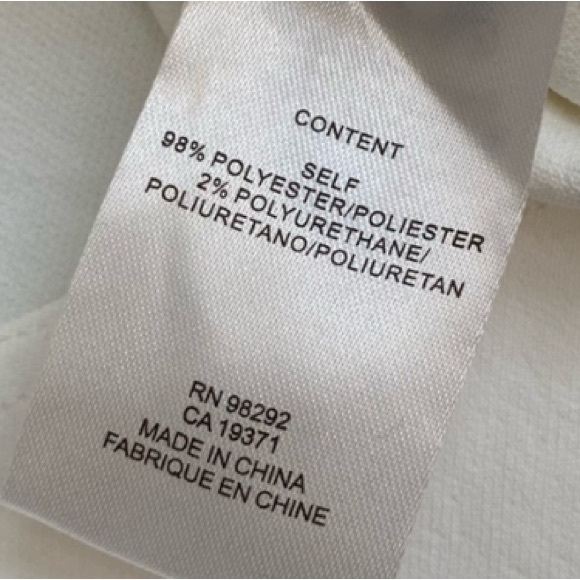 CONTENT
SELF
98% POLYESTER/POLIESTER
2% POLYURETHANE/
POLIURETANO/POLIURETAN
RN 98292
CA 19371
MADE IN CHINA
FABRIQUE EN CHINE